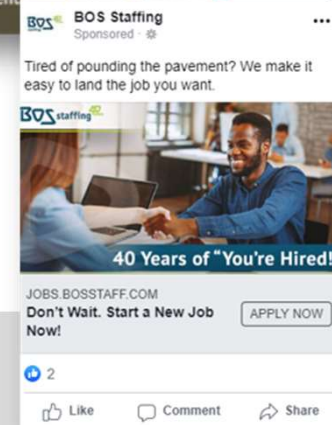 BOS
BOS Staffing
Sponsored ·
Tired of pounding the pavement? We make it
easy to land the job you want.
BOS staffing 40
40 Years of "You're Hired!
JOBS.BOSSTAFF.COM
Don't Wait. Start a New Job
Now!
APPLY NOW
2
Like
Comment
Share